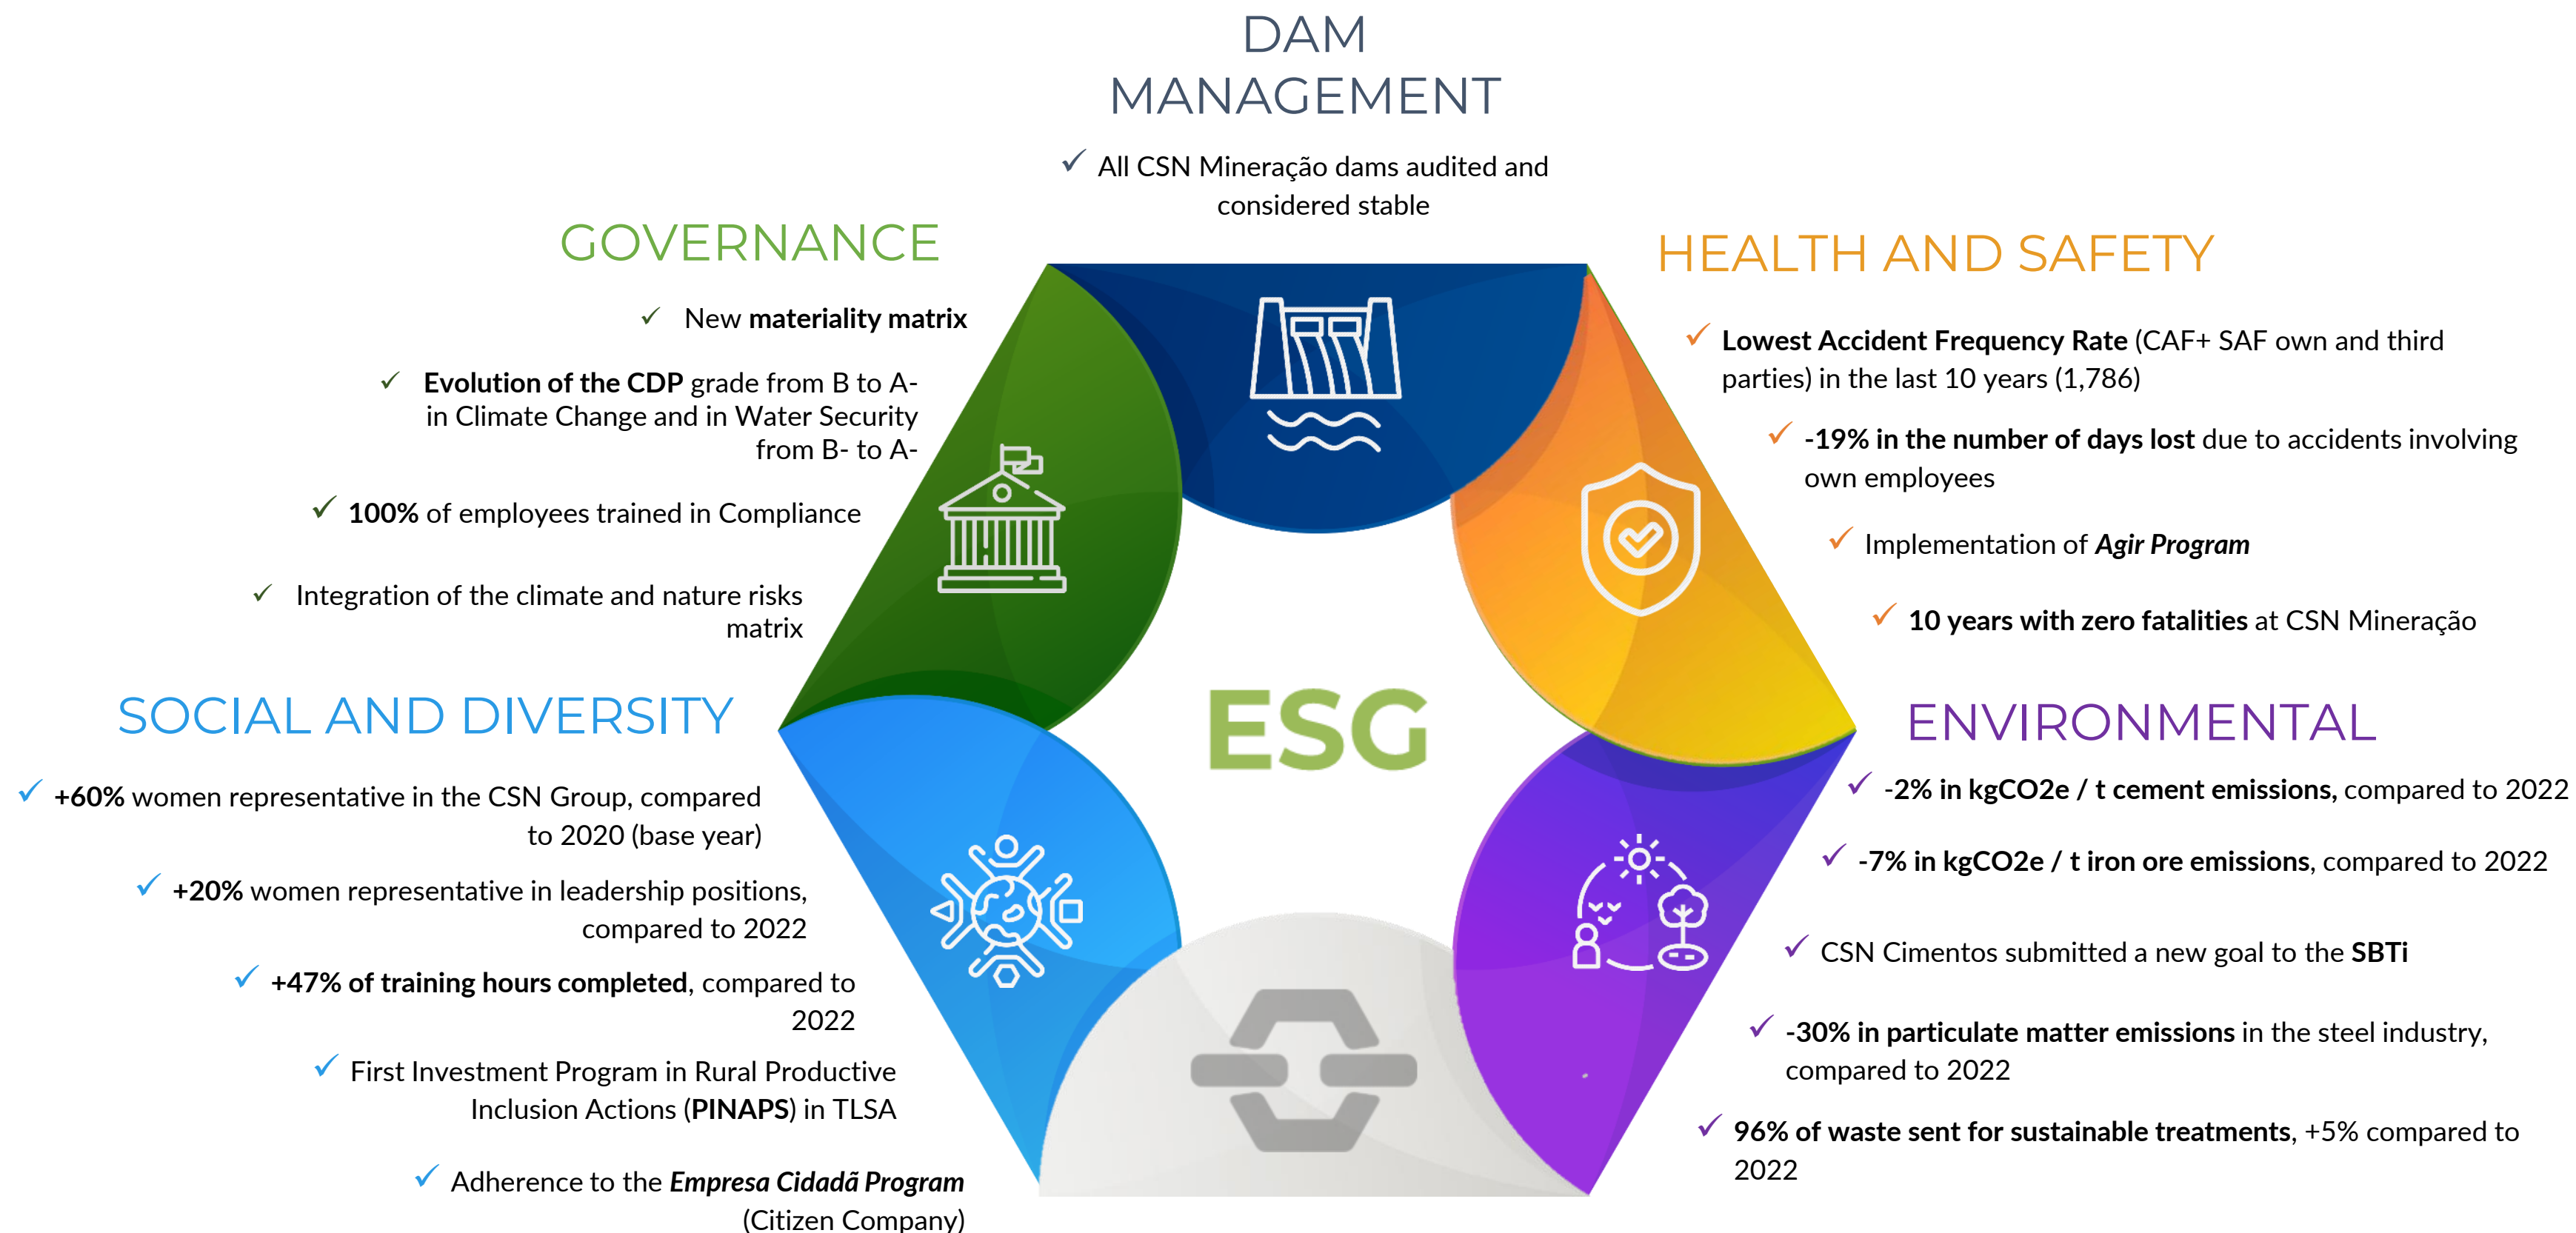 DAM
MANAGEMENT
✓ All CSN Mineração dams audited and
considered stable
GOVERNANCE
✓ New materiality matrix
✓ Evolution of the CDP grade from B to A-
in Climate Change and in Water Security
from B- to A-
✓ 100% of employees trained in Compliance
✓ Integration of the climate and nature risks
matrix
HEALTH AND SAFETY
✓ Lowest Accident Frequency Rate (CAF+ SAF own and third
parties) in the last 10 years (1,786)
✓ -19% in the number of days lost due to accidents involving
own employees
✓ Implementation of Agir Program
✓ 10 years with zero fatalities at CSN Mineração
ESG
SOCIAL AND DIVERSITY
✓ +60% women representative in the CSN Group, compared
to 2020 (base year)
✓ +20% women representative in leadership positions,
compared to 2022
✓ +47% of training hours completed, compared to
2022
✓ First Investment Program in Rural Productive
Inclusion Actions (PINAPS) in TLSA
✓ Adherence to the Empresa Cidadã Program
(Citizen Company)
ENVIRONMENTAL
✓ -2% in kgCO2e / t cement emissions, compared to 2022
✓ -7% in kgCO2e / t iron ore emissions, compared to 2022
✓ CSN Cimentos submitted a new goal to the SBTi
✓ -30% in particulate matter emissions in the steel industry,
compared to 2022
✓ 96% of waste sent for sustainable treatments, +5% compared to
2022